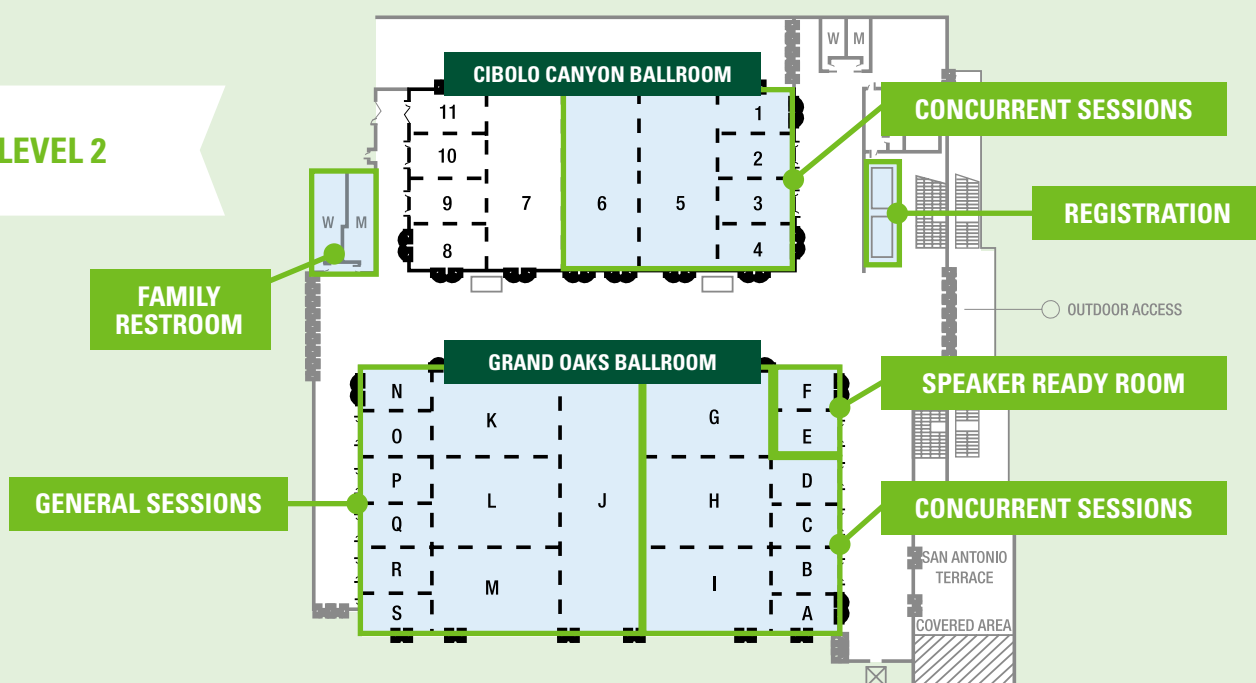 LEVEL 2
W M
CIBOLO CANYON BALLROOM
CONCURRENT SESSIONS
11
10
9
8
7
6
5
1
2
3
4
W M
REGISTRATION
FAMILY
RESTROOM
OUTDOOR ACCESS
GRAND OAKS BALLROOM
SPEAKER READY ROOM
N
O
P
Q
R
S
K
L
M
J
G
H
I
F
E
D
C
B
A
GENERAL SESSIONS
CONCURRENT SESSIONS
SAN ANTONIO
TERRACE
COVERED AREA